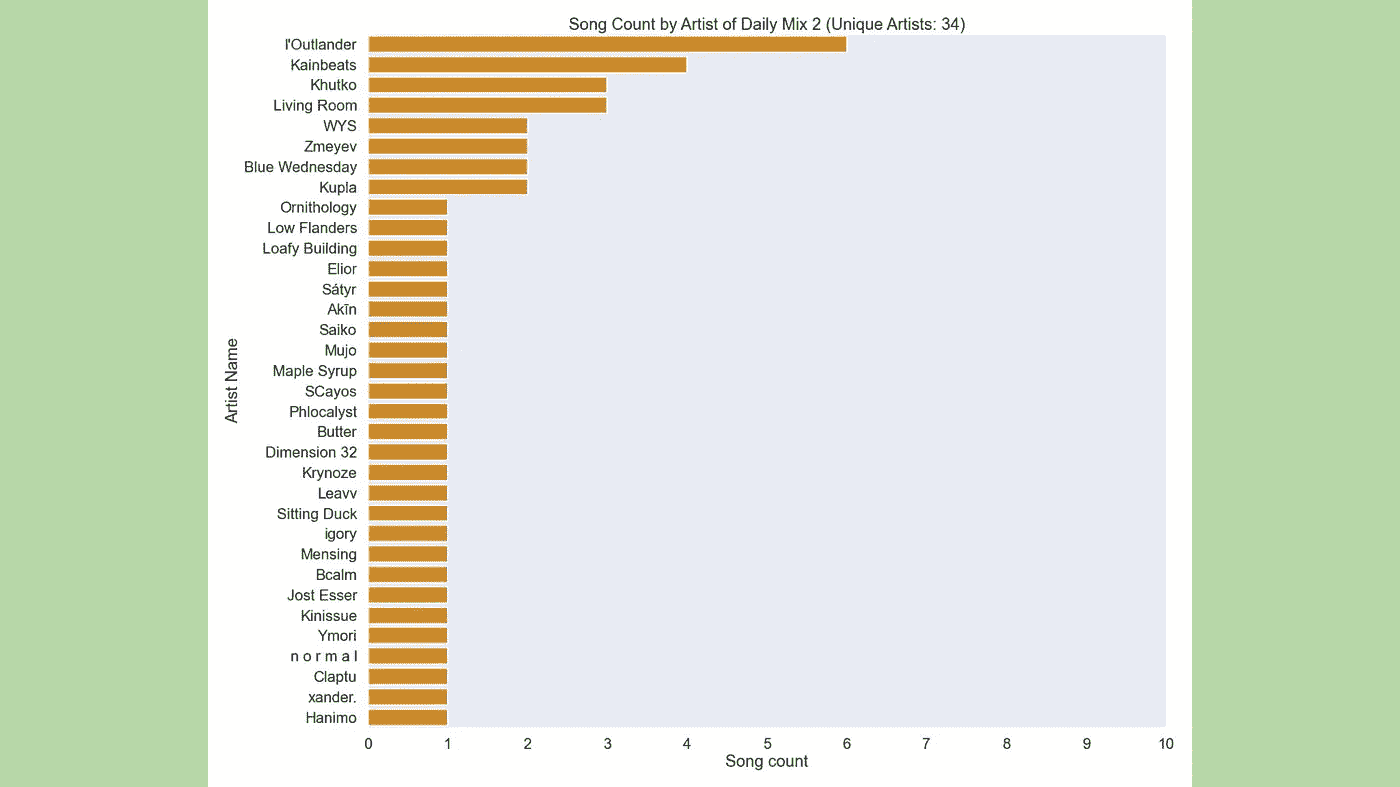 Song Count by Artist of Daily Mix 2 (Unique Artists: 34)
l'Outlander
Kainbeats
Khutko
Living Room
WYS
Zmeyev
Blue Wednesday
Kupla
Ornithology
Low Flanders
Loafy Building
Elior
Sátyr
Akīn
Saiko
Mujo
Maple Syrup
SCayos
Phlocalyst
Butter
Dimension 32
Krynoze
Leavv
Sitting Duck
igory
Mensing
Bcalm
Jost Esser
Kinissue
Ymori
n o r m a l
Claptu
xander.
Hanimo
Artist Name
0 1 2 3 4 5 6 7 8 9 10
Song count